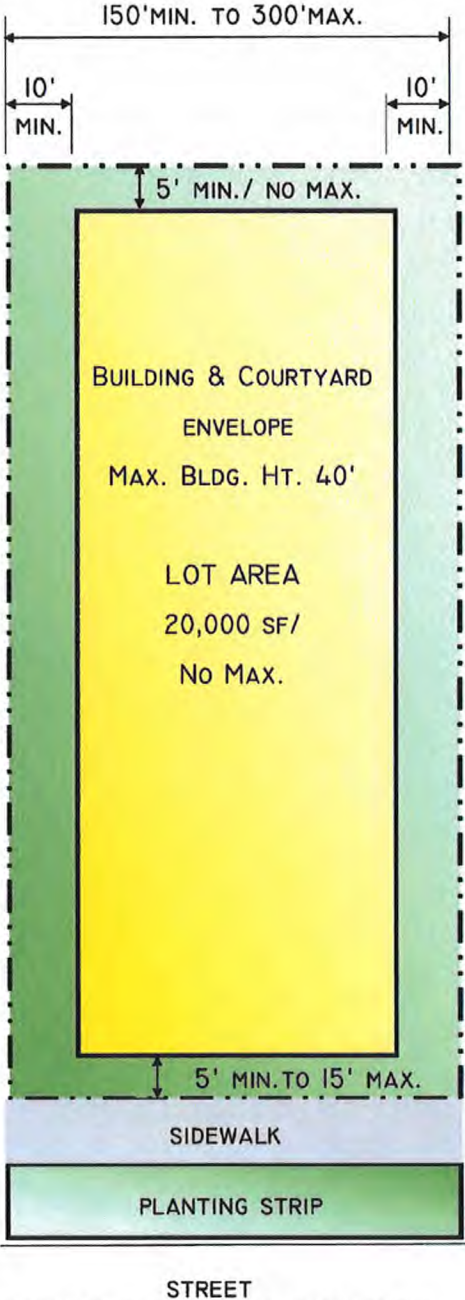 150'MIN. TO 300'MAX.
10' 10'
MIN. MIN.
5' MIN./ NO MAX.
BUILDING & COURTYARD
ENVELOPE
MAX. BLDG. HT. 40'
LOT AREA
20,000 SF/
NO MAX.
5' MIN.TO 15' MAX.
SIDEWALK
PLANTING STRIP
STREET